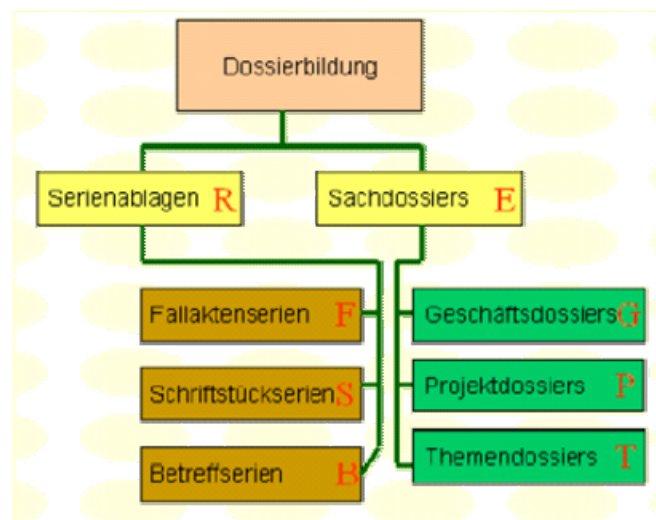 Dossierbildung
Serienablagen R
Sachdossiers E
Fallaktenserien F
Geschäftsdossiers G
Schriftstückserien S
Projektdossiers P
Betreffserien B
Themendossiers T